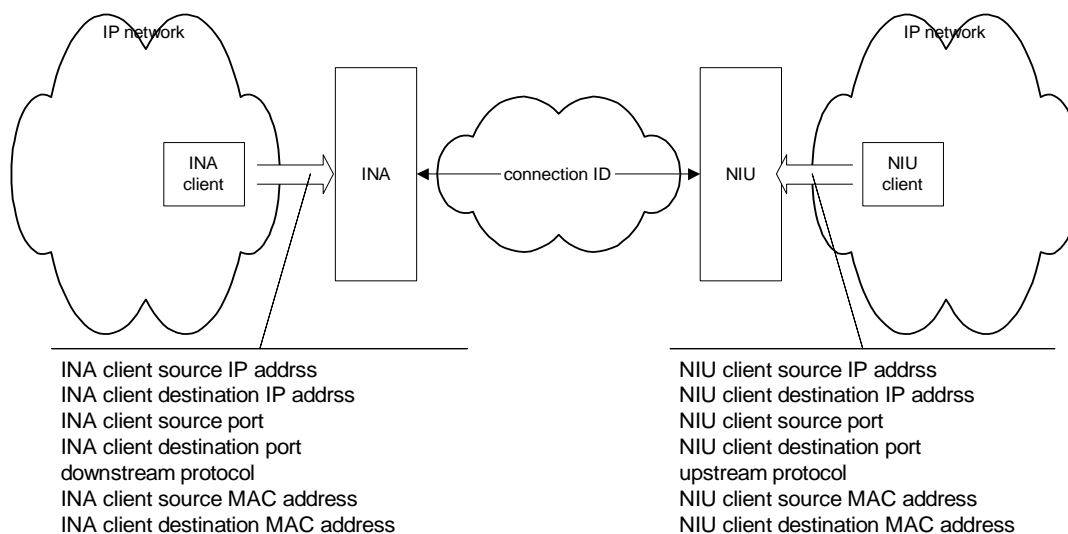 IP network
IP network
INA
client
INA
connection ID
NIU
NIU
client
INA client source IP addrss
INA client destination IP addrss
INA client source port
INA client destination port
downstream protocol
INA client source MAC address
INA client destination MAC address
NIU client source IP addrss
NIU client destination IP addrss
NIU client source port
NIU client destination port
upstream protocol
NIU client source MAC address
NIU client destination MAC address